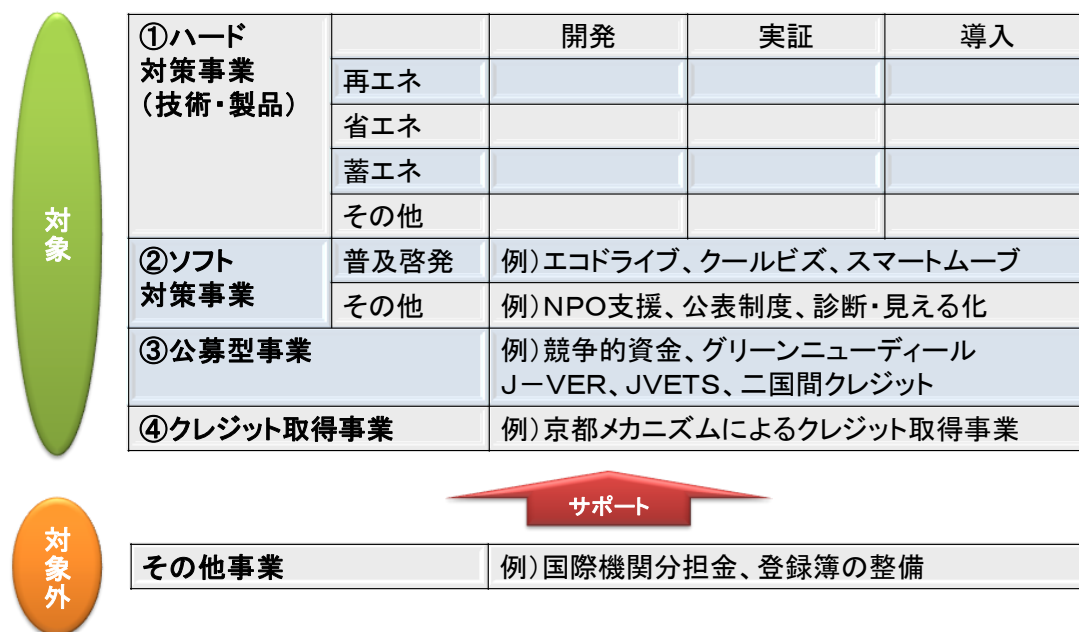 対象
①ハード
対策事業
（技術・製品）
開発
実証
導入
再エネ
省エネ
蓄エネ
その他
②ソフト
対策事業
普及啓発
例）エコドライブ、クールビズ、スマートムーブ
その他
例）NPO支援、公表制度、診断・見える化
③公募型事業
例）競争的資金、グリーンニューディール
J－VER、JVETS、二国間クレジット
④クレジット取得事業
例）京都メカニズムによるクレジット取得事業
サポート
対象外
その他事業
例）国際機関分担金、登録簿の整備